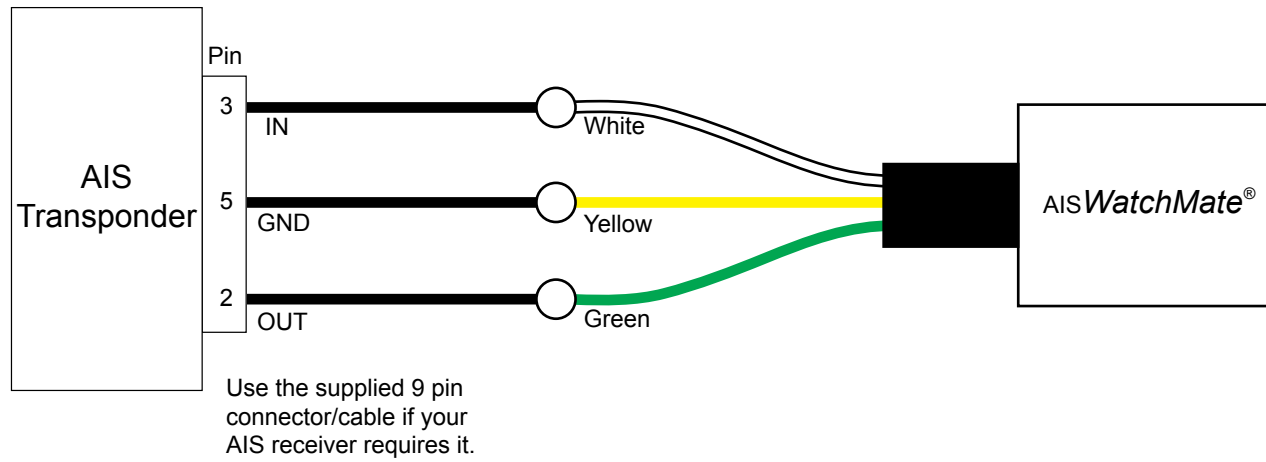 Pin
3
IN
White
AIS
Transponder
5
GND
Yellow
AISWatchMate®
2
OUT
Green
Use the supplied 9 pin
connector/cable if your
AIS receiver requires it.